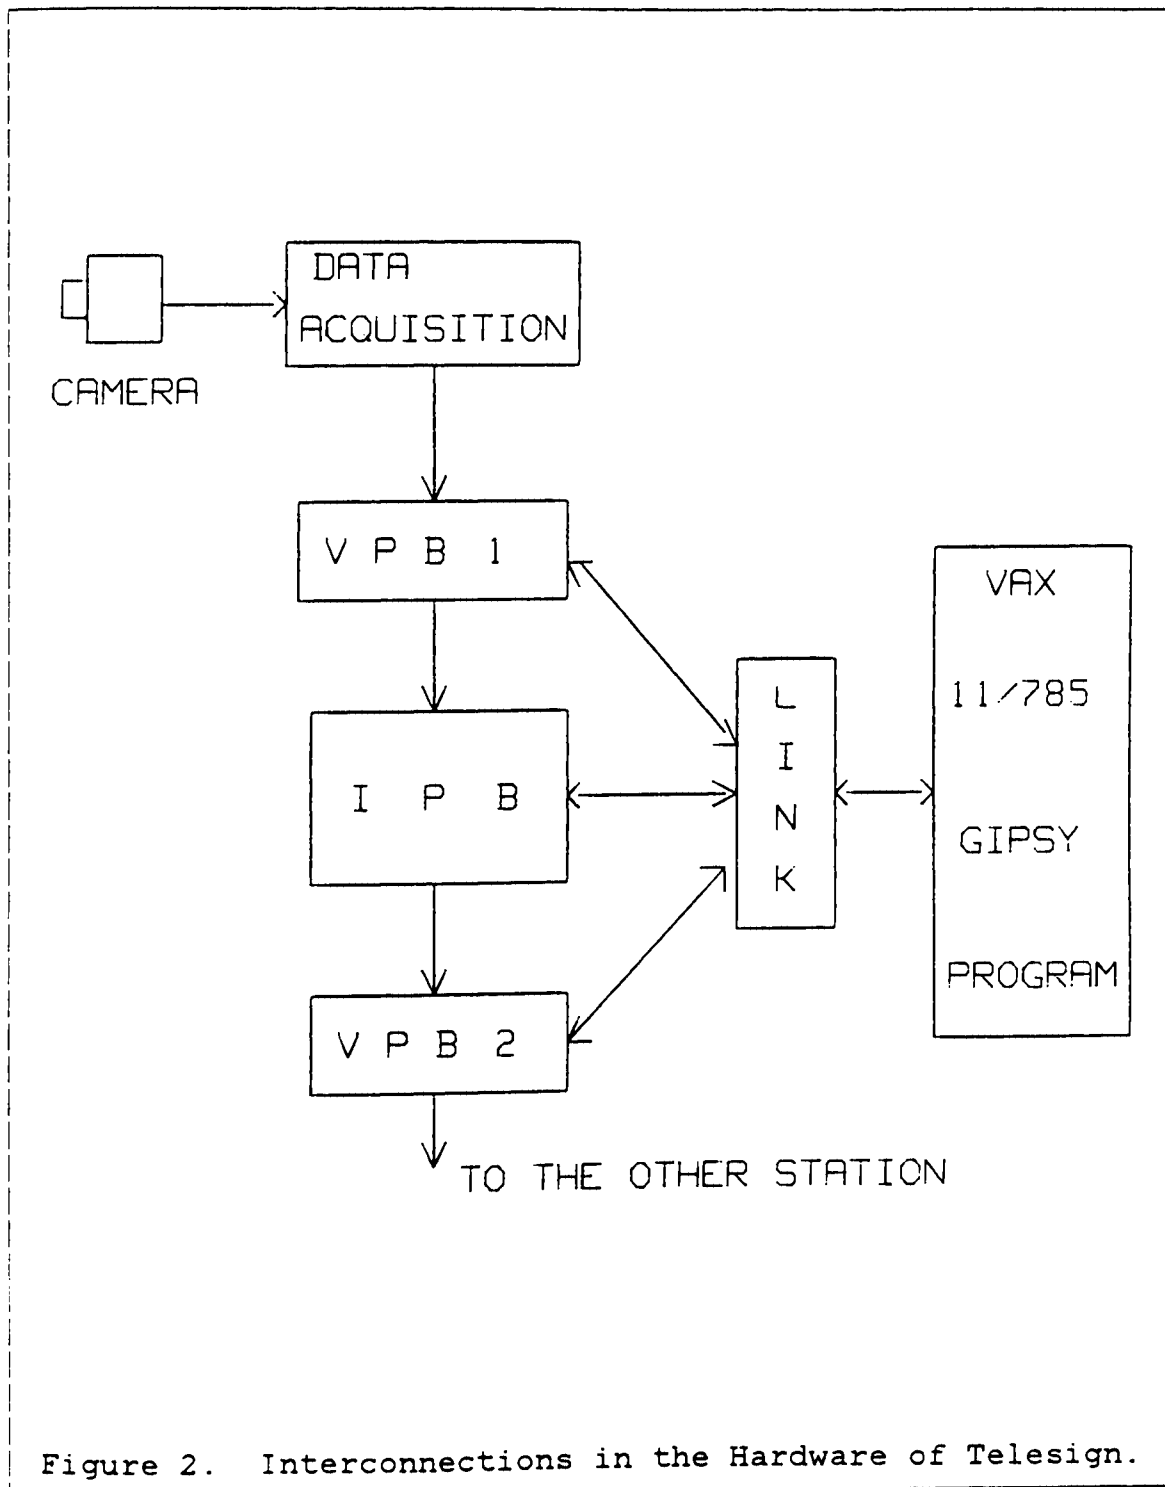 DATA
ACQUISITION
CAMERA
V P B 1
I P B
V P B 2
L
I
N
K
VAX
11/785
GIPSY
PROGRAM
TO THE OTHER STATION
Figure 2. Interconnections in the Hardware of Telesign.